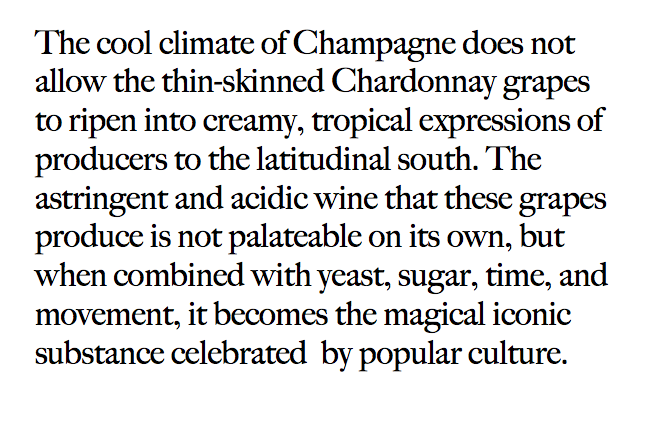 The cool climate of Champagne does not
allow the thin-skinned Chardonnay grapes
to ripen into creamy, tropical expressions of
producers to the latitudinal south. The
astringent and acidic wine that these grapes
produce is not palateable on its own, but
when combined with yeast, sugar, time, and
movement, it becomes the magical iconic
substance celebrated  by popular culture.